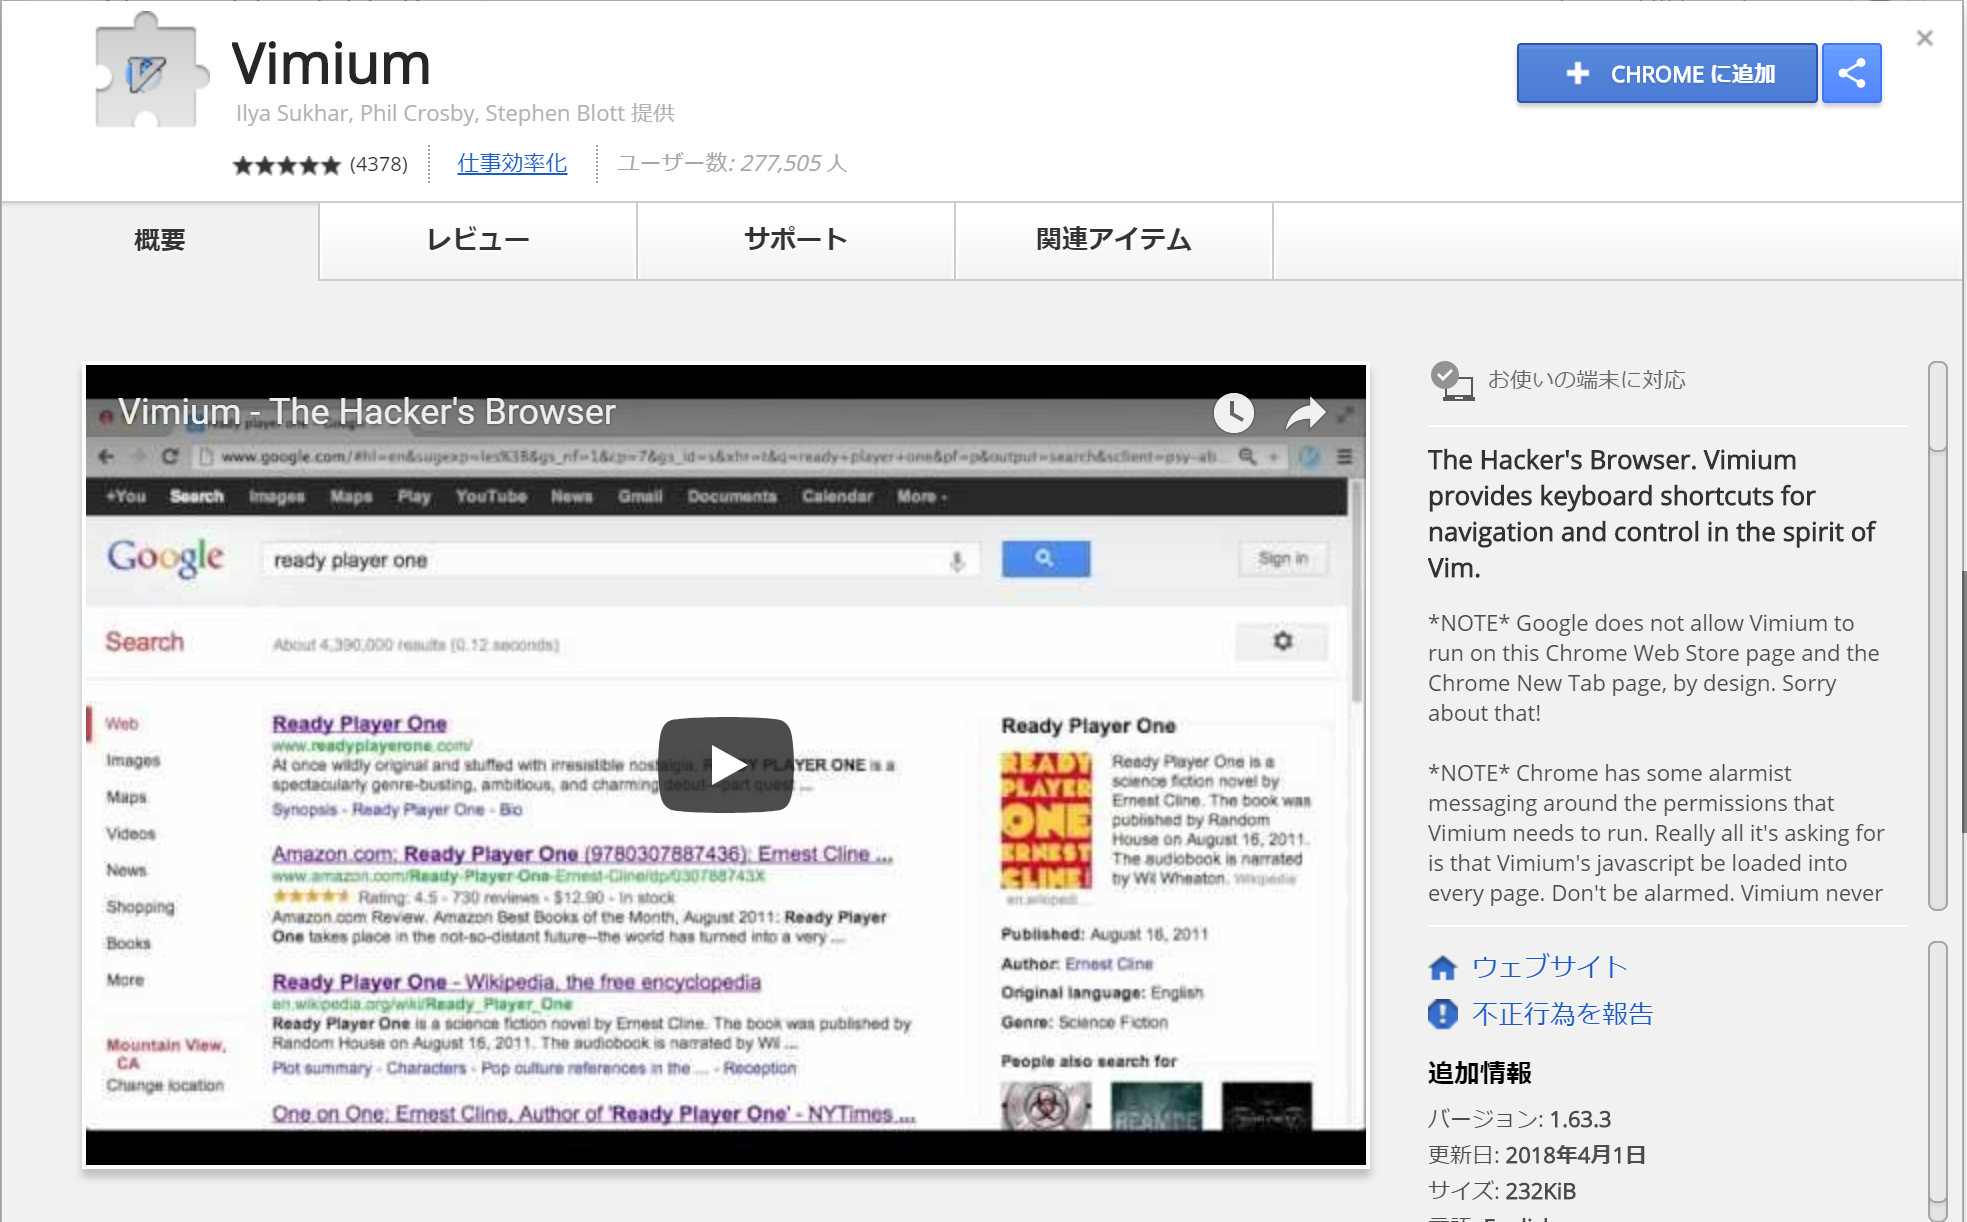 Vimium
Ilya Sukhar, Phil Crosby, Stephen Blott 提供
(4378)
仕事効率化
ユーザー数: 277,505 人
CHROME に追加
概要
レビュー
サポート
関連アイテム
Vimium - The Hacker's Browser
www.google.com/#hl=en&sugexp=les%3B&gs_nf=1&cp=7&gs_id=s&xhr=t&q=ready+player+one&pf=p&output=search&sclient=psy-ab...
+You Search Images Maps Play YouTube News Gmail Documents Calendar More
Google
ready player one
Sign in
Search
About 4,390,000 results (0.12 seconds)
Web
Images
Maps
Videos
News
Shopping
Books
More
Mountain View,
CA
Change location
Ready Player One
www.readyplayerone.com/
At once wildly original and stuffed with irresistible nostalgia, READY PLAYER ONE is a
spectacularly genre-busting, ambitious, and charming debut—part quest ...
Synopsis - Ready Player One - Bio
Amazon.com: Ready Player One (9780307887436): Ernest Cline ...
www.amazon.com/Ready-Player-One-Ernest-Cline/dp/030788743X
Rating: 4.5 - 730 reviews - $12.90 - In stock
Amazon.com Review. Amazon Best Books of the Month, August 2011: Ready Player
One takes place in the not-so-distant future--the world has turned into a very ...
Ready Player One - Wikipedia, the free encyclopedia
en.wikipedia.org/wiki/Ready_Player_One
Ready Player One is a science fiction novel by Ernest Cline. The book was published by
Random House on August 16, 2011. The audiobook is narrated by Wil ...
Plot summary - Characters - Pop culture references in the ... - Reception
One on One: Ernest Cline, Author of 'Ready Player One' - NYTimes ...
Ready Player One
READY
PLAYER
ONE
ERNEST
CLINE
Ready Player One is a
science fiction novel by
Ernest Cline. The book was
published by Random
House on August 16, 2011.
The audiobook is narrated
by Wil Wheaton. Wikipedia
en.wikiped...
Published: August 16, 2011
Author: Ernest Cline
Original language: English
Genre: Science Fiction
People also search for
REAMDE
お使いの端末に対応
The Hacker's Browser. Vimium
provides keyboard shortcuts for
navigation and control in the spirit of
Vim.
*NOTE* Google does not allow Vimium to
run on this Chrome Web Store page and the
Chrome New Tab page, by design. Sorry
about that!
*NOTE* Chrome has some alarmist
messaging around the permissions that
Vimium needs to run. Really all it's asking for
is that Vimium's javascript be loaded into
every page. Don't be alarmed. Vimium never
ウェブサイト
不正行為を報告
追加情報
バージョン: 1.63.3
更新日: 2018年4月1日
サイズ: 232KiB